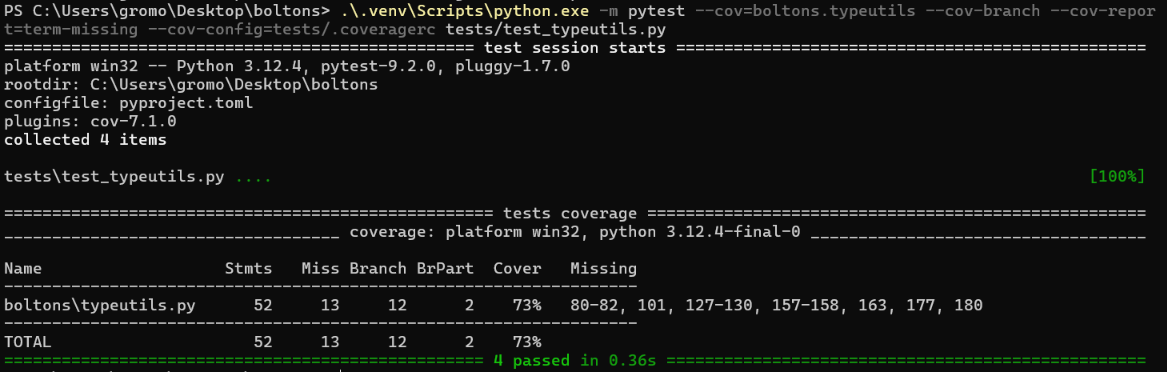 PS C:\Users\gromo\Desktop\boltons> .\.venv\Scripts\python.exe -m pytest --cov=boltons.typeutils --cov-branch --cov-repor
t=term-missing --cov-config=tests/.coveragerc tests/test_typeutils.py
============================================== test session starts ==============================================
platform win32 -- Python 3.12.4, pytest-9.2.0, pluggy-1.7.0
rootdir: C:\Users\gromo\Desktop\boltons
configfile: pyproject.toml
plugins: cov-7.1.0
collected 4 items
tests\test_typeutils.py .... [100%]
================================================ tests coverage ================================================
___________________________________ coverage: platform win32, python 3.12.4-final-0 ___________________________________
Name Stmts Miss Branch BrPart Cover Missing
------------------------------------------------------------------
boltons\typeutils.py 52 13 12 2 73% 80-82, 101, 127-130, 157-158, 163, 177, 180
------------------------------------------------------------------
TOTAL 52 13 12 2 73%
=============================================== 4 passed in 0.36s ===============================================